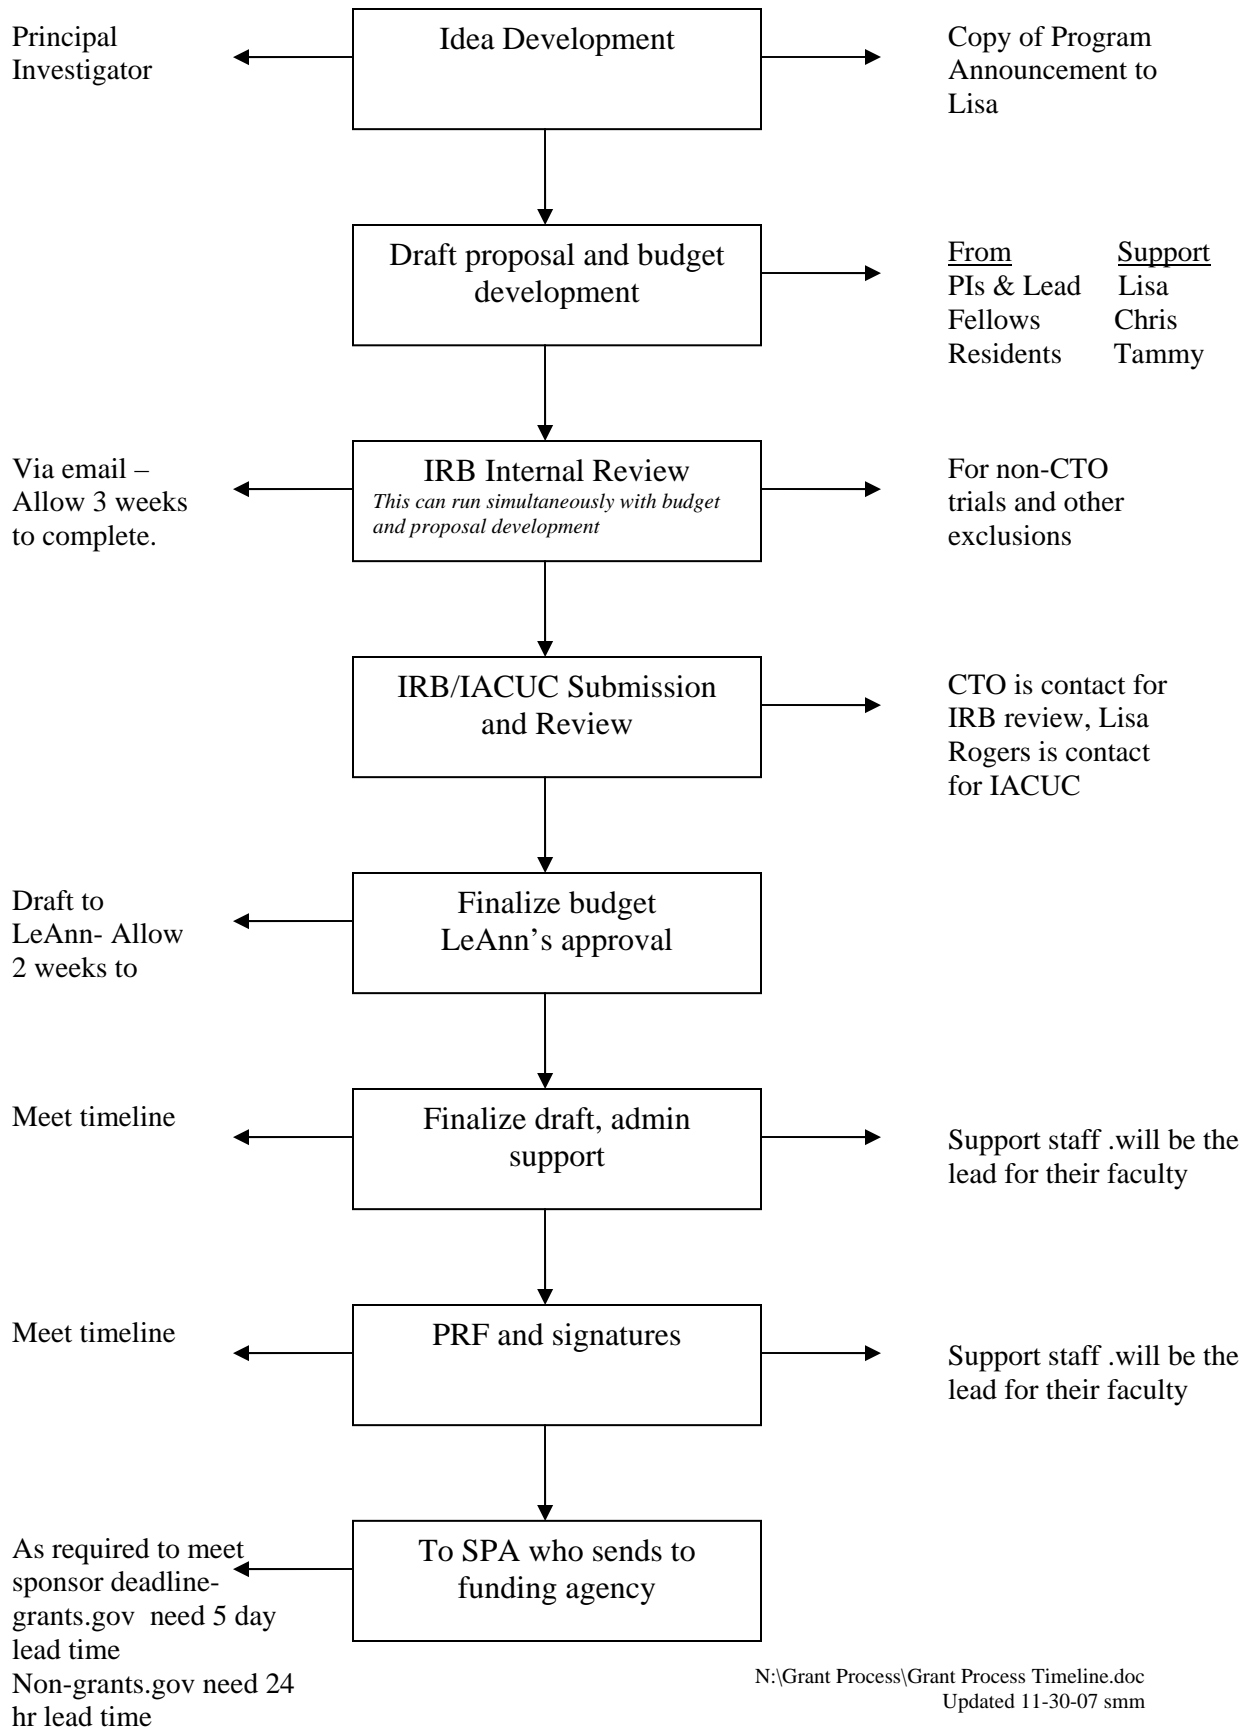 Principal
Investigator
Idea Development
Copy of Program
Announcement to
Lisa
Draft proposal and budget
development
From Support
PIs & Lead Lisa
Fellows Chris
Residents Tammy
Via email –
Allow 3 weeks
to complete.
IRB Internal Review
This can run simultaneously with budget
and proposal development
For non-CTO
trials and other
exclusions
IRB/IACUC Submission
and Review
CTO is contact for
IRB review, Lisa
Rogers is contact
for IACUC
Draft to
LeAnn- Allow
2 weeks to
Finalize budget
LeAnn’s approval
Meet timeline
Finalize draft, admin
support
Support staff .will be the
lead for their faculty
Meet timeline
PRF and signatures
Support staff .will be the
lead for their faculty
As required to meet
sponsor deadline-
grants.gov  need 5 day
lead time
Non-grants.gov need 24
hr lead time
To SPA who sends to
funding agency
N:\Grant Process\Grant Process Timeline.doc
Updated 11-30-07 smm